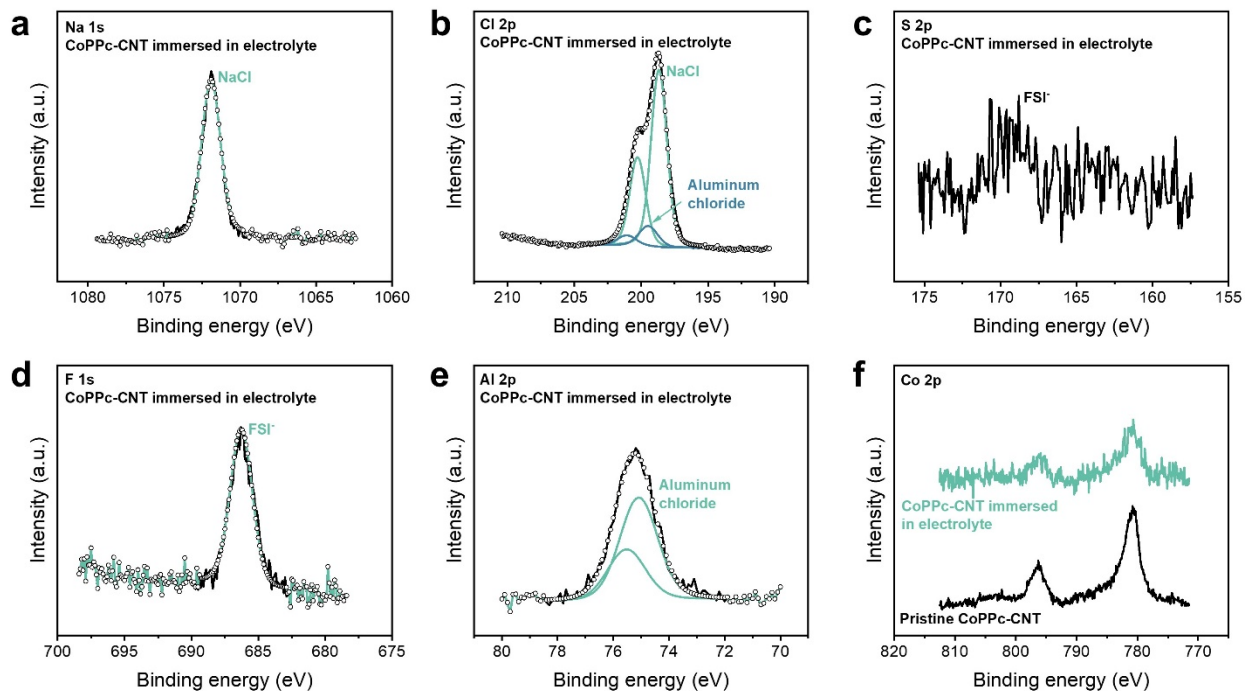 a
Na 1s
CoPPc-CNT immersed in electrolyte
NaCl
Intensity (a.u.)
1080 1075 1070 1065 1060
Binding energy (eV)
b
Cl 2p
CoPPc-CNT immersed in electrolyte
NaCl
Aluminum
chloride
Intensity (a.u.)
210 205 200 195 190
Binding energy (eV)
c
S 2p
CoPPc-CNT immersed in electrolyte
FSI⁻
Intensity (a.u.)
175 170 165 160 155
Binding energy (eV)
d
F 1s
CoPPc-CNT immersed in electrolyte
FSI⁻
Intensity (a.u.)
700 695 690 685 680 675
Binding energy (eV)
e
Al 2p
CoPPc-CNT immersed in electrolyte
Aluminum
chloride
Intensity (a.u.)
80 78 76 74 72 70
Binding energy (eV)
f
Co 2p
CoPPc-CNT immersed
in electrolyte
Pristine CoPPc-CNT
Intensity (a.u.)
820 810 800 790 780 770
Binding energy (eV)